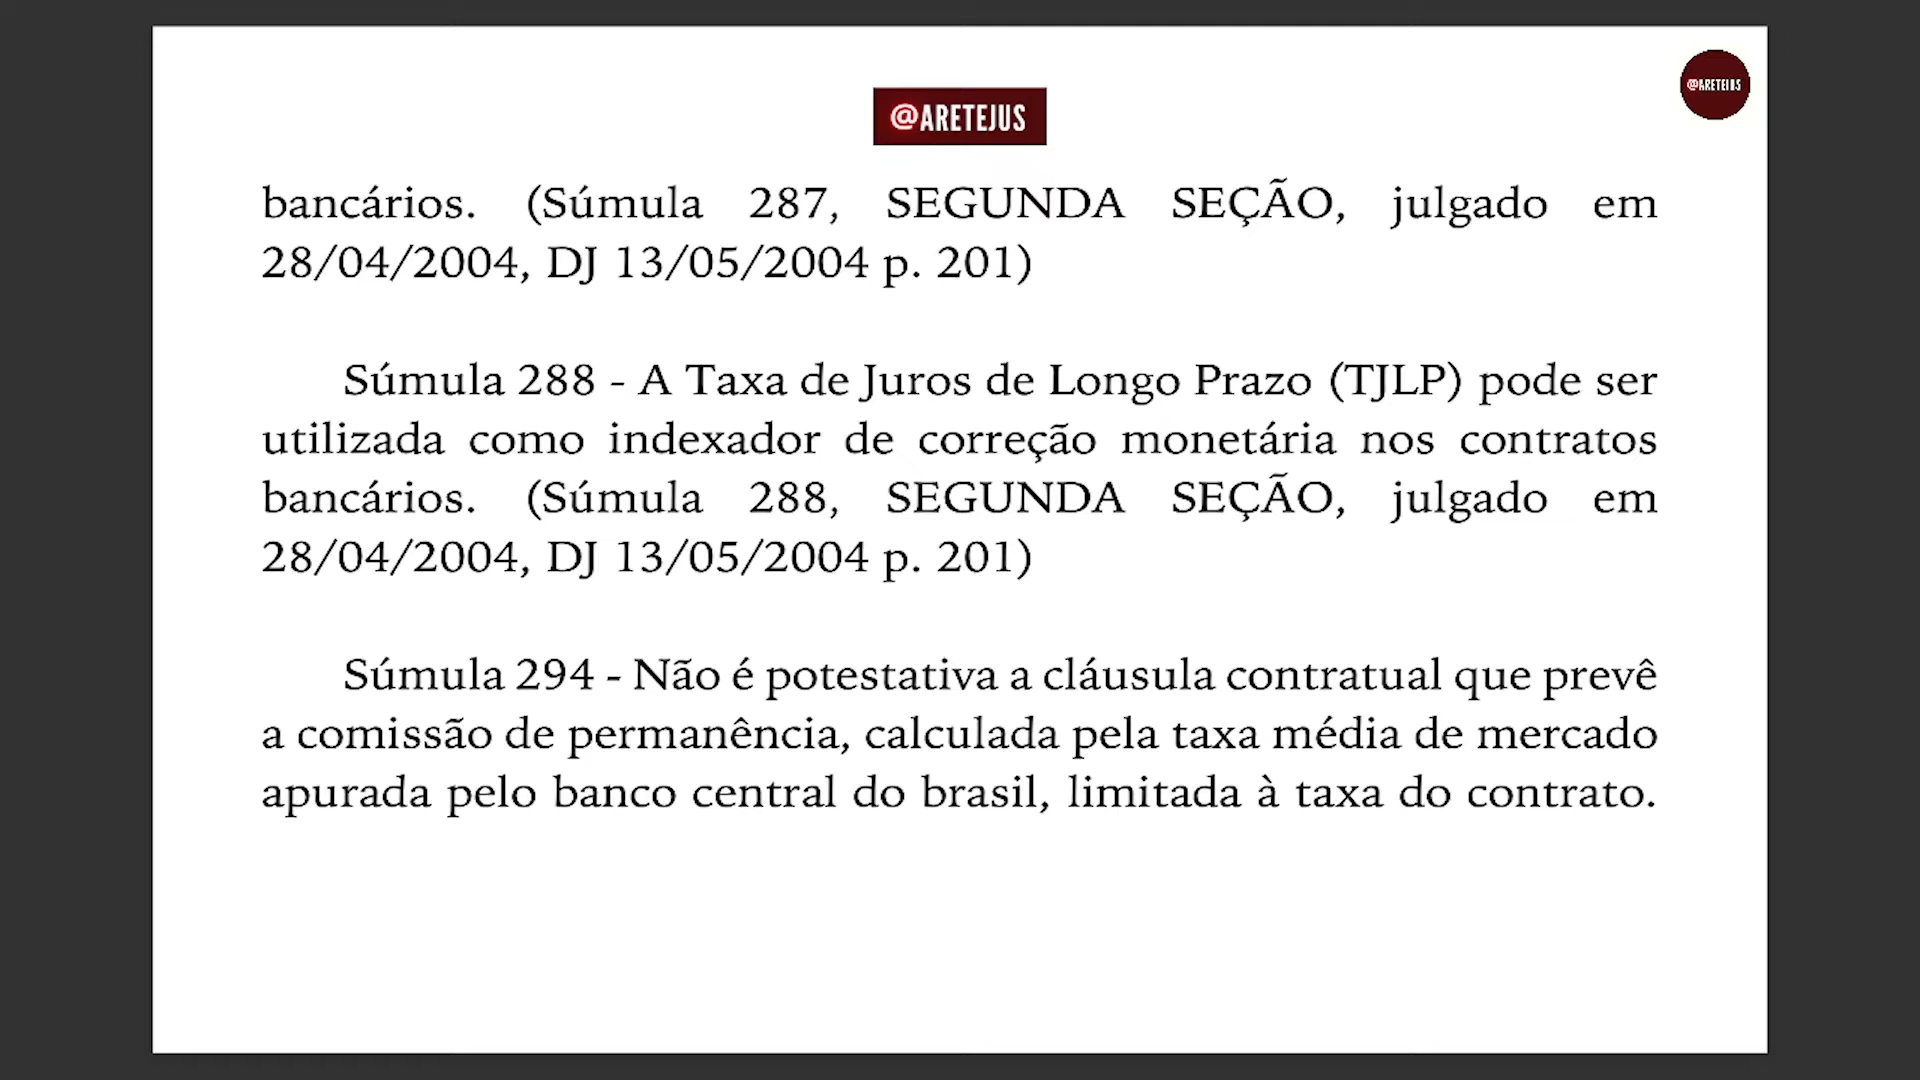 @ARETEJUS
@ARETEJUS
bancários. (Súmula 287, SEGUNDA SEÇÃO, julgado em
28/04/2004, DJ 13/05/2004 p. 201)
Súmula 288 - A Taxa de Juros de Longo Prazo (TJLP) pode ser
utilizada como indexador de correção monetária nos contratos
bancários. (Súmula 288, SEGUNDA SEÇÃO, julgado em
28/04/2004, DJ 13/05/2004 p. 201)
Súmula 294 - Não é potestativa a cláusula contratual que prevê
a comissão de permanência, calculada pela taxa média de mercado
apurada pelo banco central do brasil, limitada à taxa do contrato.